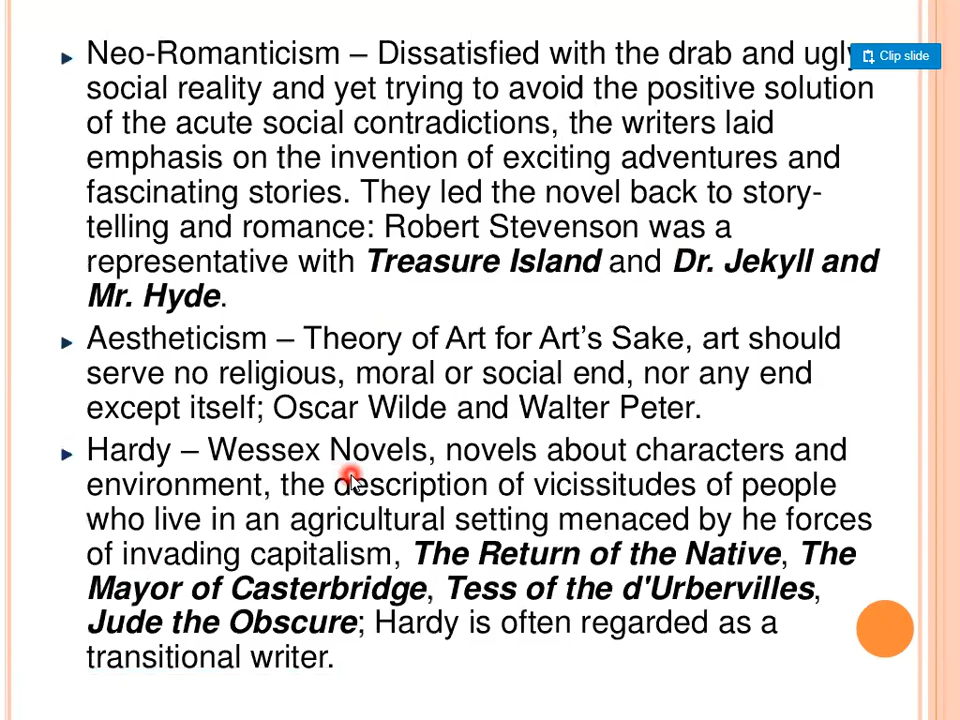 Neo-Romanticism – Dissatisfied with the drab and ugly
Clip slide
social reality and yet trying to avoid the positive solution
of the acute social contradictions, the writers laid
emphasis on the invention of exciting adventures and
fascinating stories. They led the novel back to story-
telling and romance: Robert Stevenson was a
representative with Treasure Island and Dr. Jekyll and
Mr. Hyde.
Aestheticism – Theory of Art for Art's Sake, art should
serve no religious, moral or social end, nor any end
except itself; Oscar Wilde and Walter Peter.
Hardy – Wessex Novels, novels about characters and
environment, the description of vicissitudes of people
who live in an agricultural setting menaced by he forces
of invading capitalism, The Return of the Native, The
Mayor of Casterbridge, Tess of the d'Urbervilles,
Jude the Obscure; Hardy is often regarded as a
transitional writer.